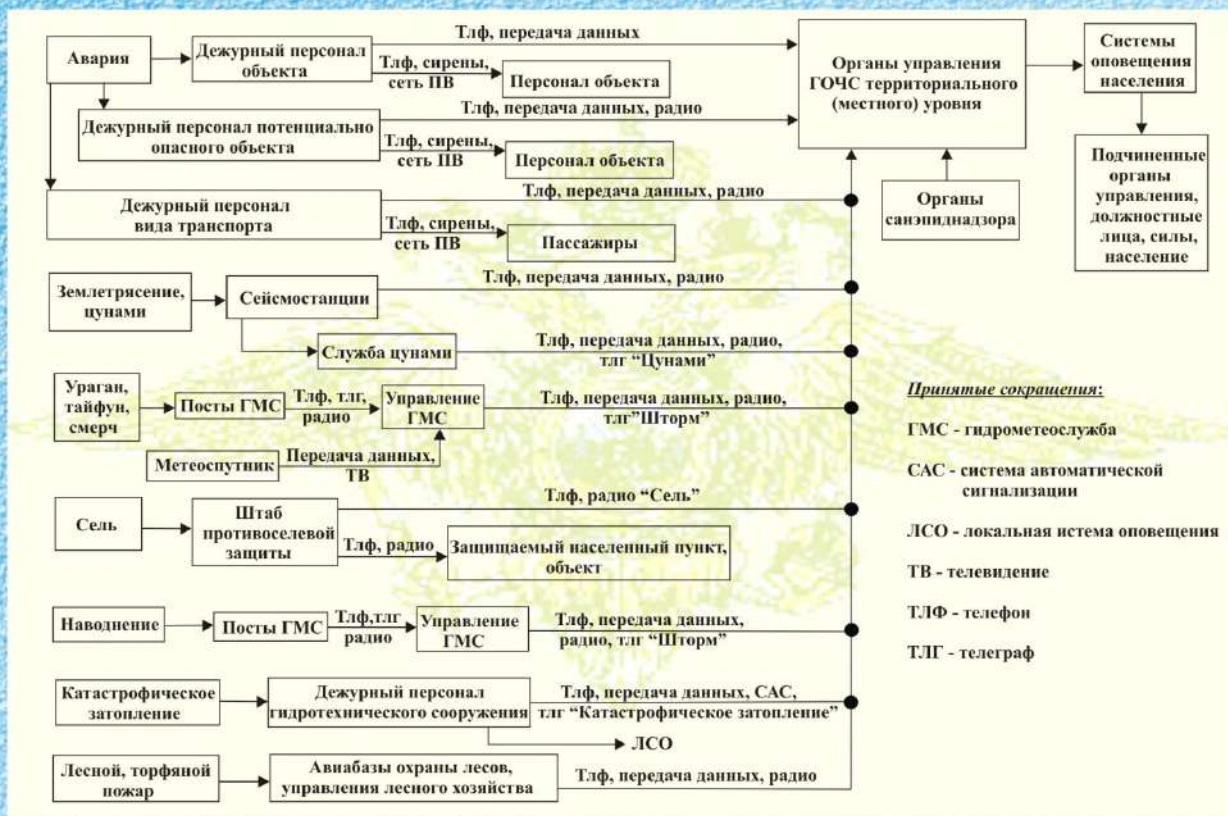 Авария
Дежурный персонал
объекта
Тлф, передача данных
Тлф, сирены,
сеть ПВ
Персонал объекта
Органы управления
ГОЧС территориального
(местного) уровня
Системы
оповещения
населения
Дежурный персонал потенциально
опасного объекта
Тлф, передача данных, радио
Тлф, сирены,
сеть ПВ
Персонал объекта
Органы
санэпиднадзора
Подчиненные
органы
управления,
должностные
лица, силы,
население
Дежурный персонал
вида транспорта
Тлф, передача данных, радио
Тлф, сирены,
сеть ПВ
Пассажиры
Землетрясение,
цунами
Сейсмостанции
Тлф, передача данных, радио
Служба цунами
Тлф, передача данных, радио,
тлг “Цунами”
Ураган,
тайфун,
смерч
Посты ГМС
Тлф, тлг,
радио
Управление
ГМС
Тлф, передача данных, радио,
тлг”Шторм”
Метеоспутник
Передача данных,
ТВ
Сель
Штаб
противоселевой
защиты
Тлф, радио “Сель”
Тлф, радио
Защищаемый населенный пункт,
объект
Наводнение
Посты ГМС
Тлф,тлг
радио
Управление
ГМС
Тлф, передача данных,
радио, тлг “Шторм”
Катастрофическое
затопление
Дежурный персонал
гидротехнического сооружения
Тлф, передача данных, САС,
тлг “Катастрофическое затопление”
ЛСО
Лесной, торфяной
пожар
Авиабазы охраны лесов,
управления лесного хозяйства
Тлф, передача данных, радио
Принятые сокращения:
ГМС - гидрометеослужба
САС - система автоматической
сигнализации
ЛСО - локальная истема оповещения
ТВ - телевидение
ТЛФ - телефон
ТЛГ - телеграф